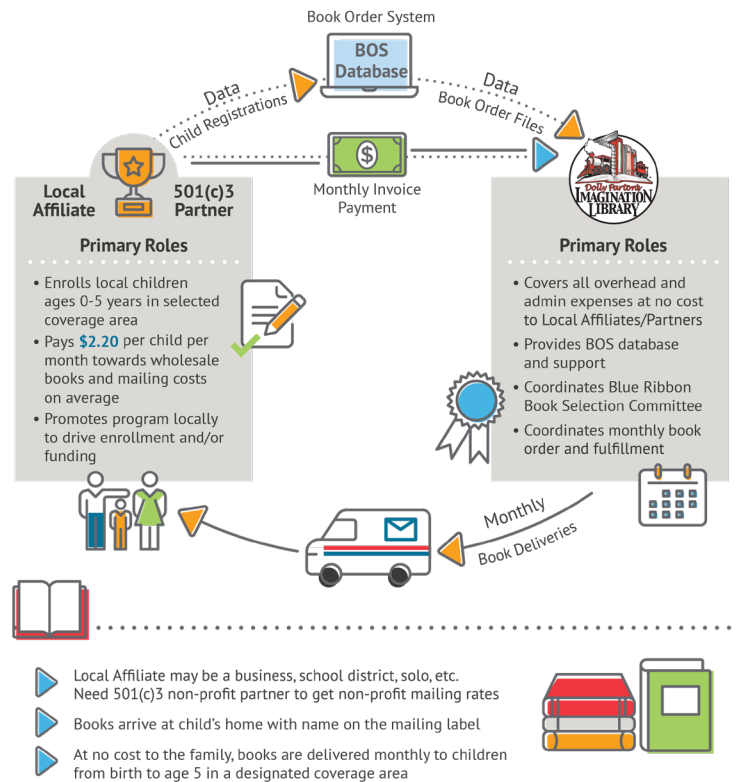 Book Order System
BOS
Database
Data
Child Registrations
Data
Book Order Files
$
Monthly Invoice
Payment
Dolly Parton's
IMAGINATION
LIBRARY
Local
Affiliate
501(c)3
Partner
Primary Roles
• Enrolls local children
ages 0-5 years in selected
coverage area
• Pays $2.20 per child per
month towards wholesale
books and mailing costs
on average
• Promotes program locally
to drive enrollment and/or
funding
Primary Roles
• Covers all overhead and
admin expenses at no cost
to Local Affiliates/Partners
• Provides BOS database
and support
• Coordinates Blue Ribbon
Book Selection Committee
• Coordinates monthly book
order and fulfillment
Monthly
Book Deliveries
Local Affiliate may be a business, school district, solo, etc.
Need 501(c)3 non-profit partner to get non-profit mailing rates
Books arrive at child's home with name on the mailing label
At no cost to the family, books are delivered monthly to children
from birth to age 5 in a designated coverage area